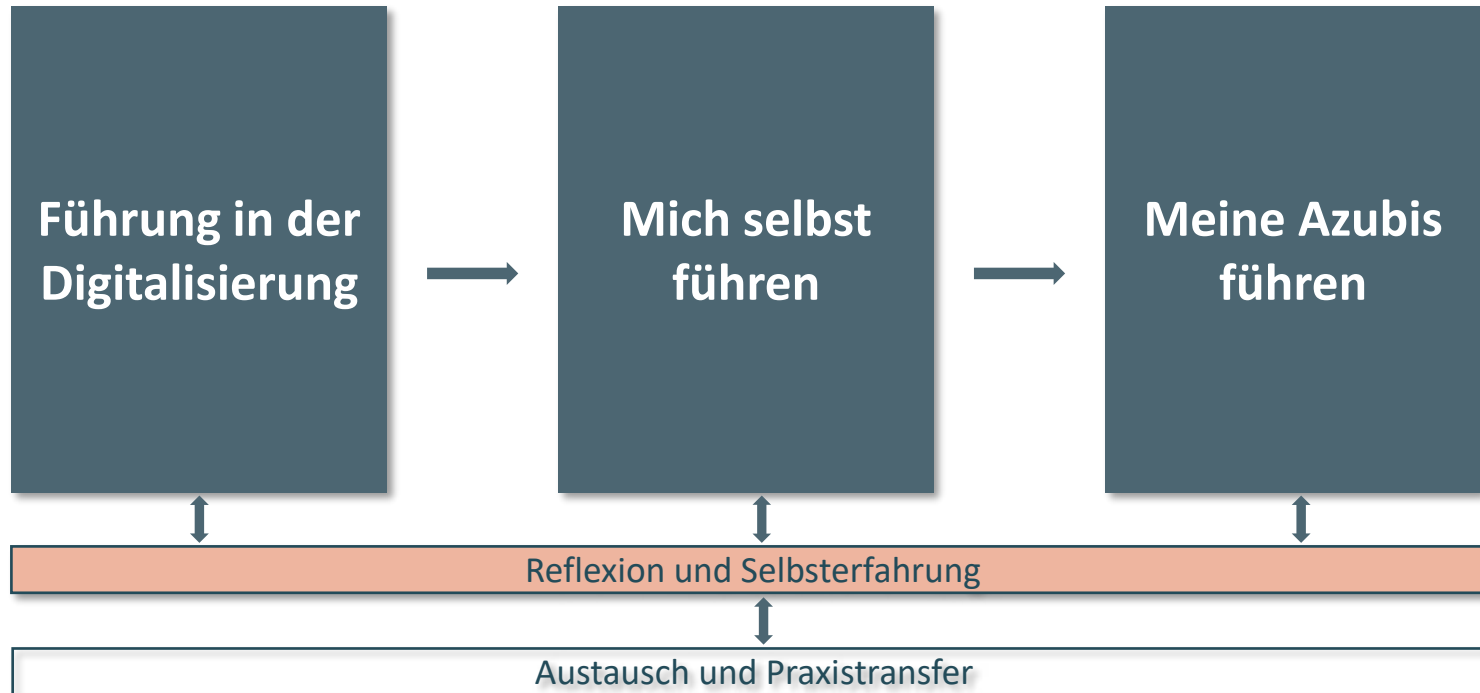 Führung in der
Digitalisierung
Mich selbst
führen
Meine Azubis
führen
Reflexion und Selbsterfahrung
Austausch und Praxistransfer